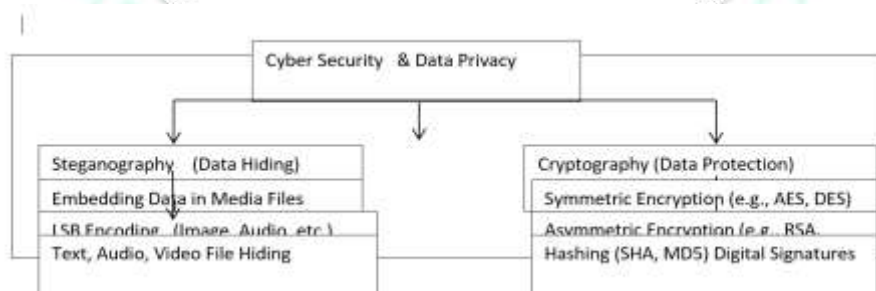 Cyber Security & Data Privacy
Steganography (Data Hiding)
Cryptography (Data Protection)
Embedding Data in Media Files
Symmetric Encryption (e.g., AES, DES)
LSB Encoding (Image, Audio, etc.)
Asymmetric Encryption (e.g., RSA,
Text, Audio, Video File Hiding
Hashing (SHA, MD5) Digital Signatures